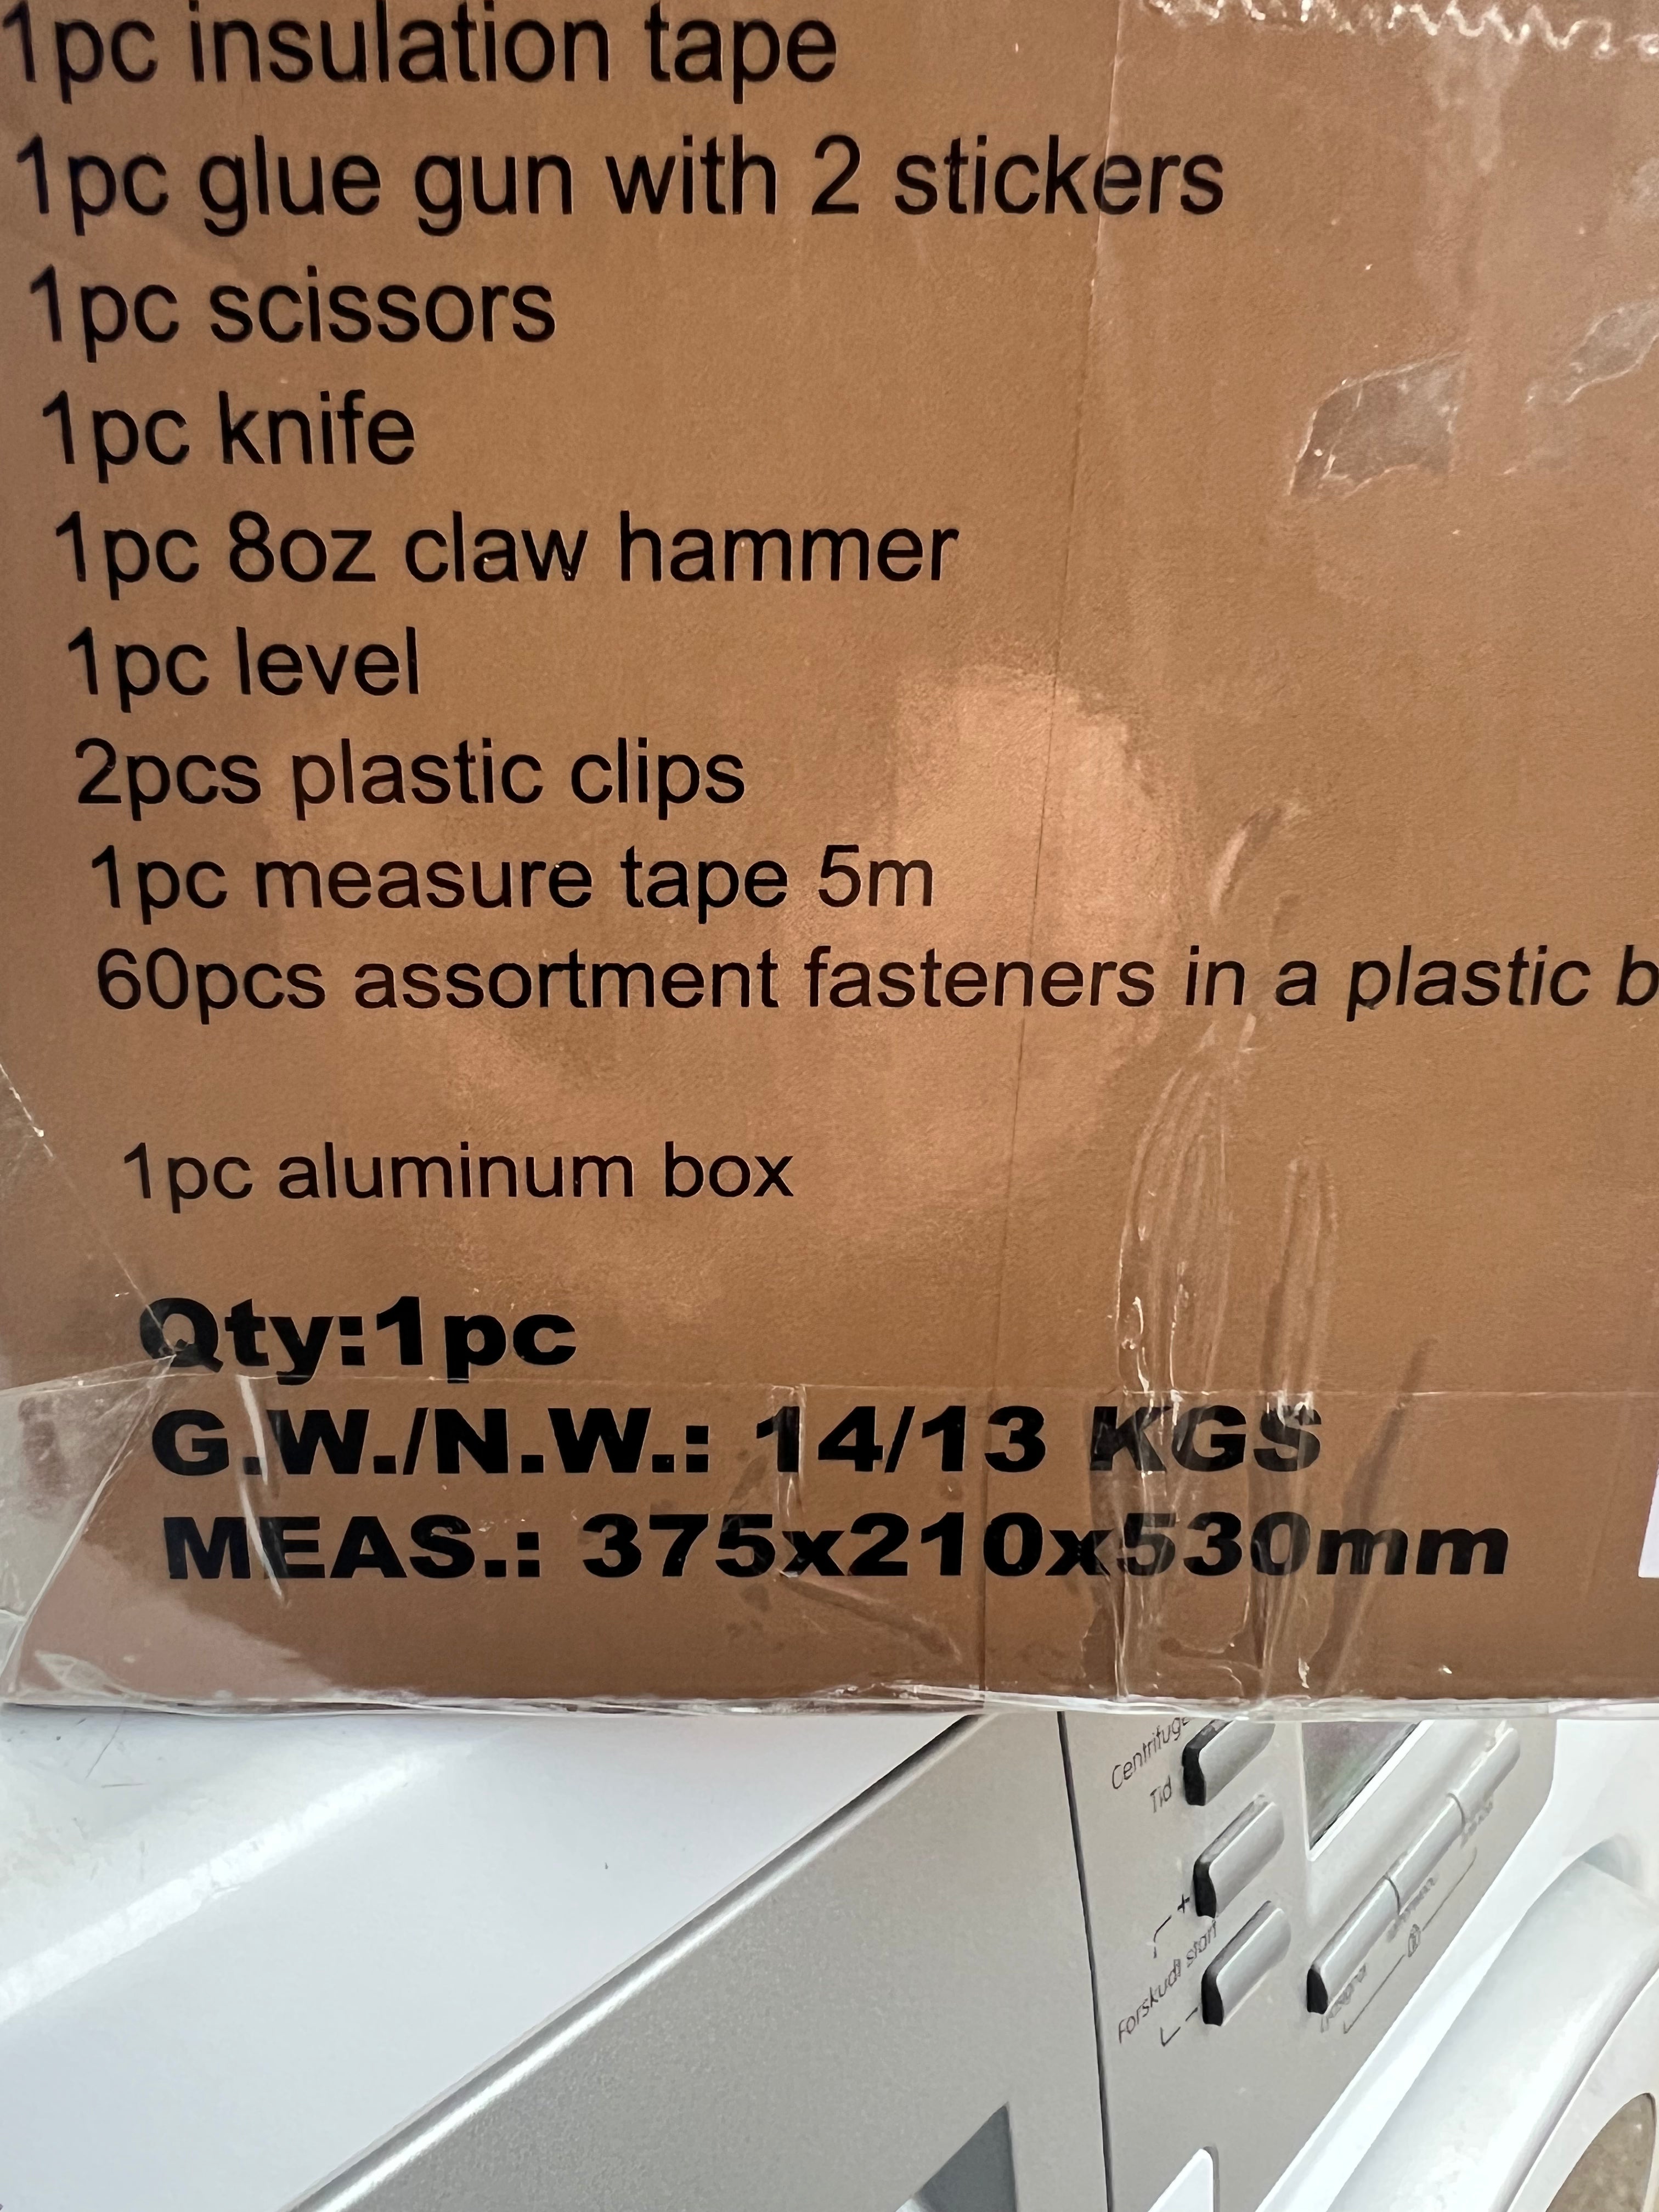 1pc insulation tape
1pc glue gun with 2 stickers
1pc scissors
1pc knife
1pc 8oz claw hammer
1pc level
2pcs plastic clips
1pc measure tape 5m
60pcs assortment fasteners in a plastic b
1pc aluminum box
Qty:1pc
G.W./N.W.: 14/13 KGS
MEAS.: 375x210x530mm
Centrifuge
Tid
+
Forskudt start
-